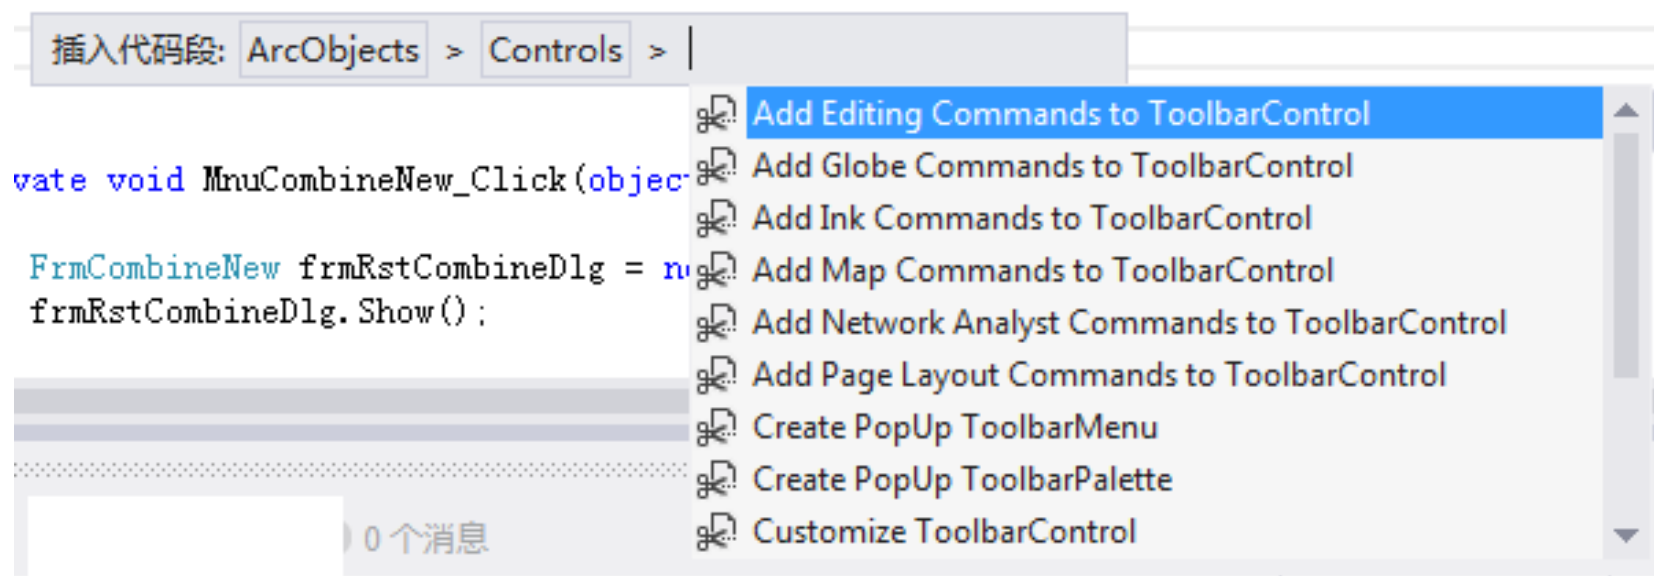 插入代码段: ArcObjects > Controls >
Add Editing Commands to ToolbarControl
Add Globe Commands to ToolbarControl
Add Ink Commands to ToolbarControl
Add Map Commands to ToolbarControl
Add Network Analyst Commands to ToolbarControl
Add Page Layout Commands to ToolbarControl
Create PopUp ToolbarMenu
Create PopUp ToolbarPalette
Customize ToolbarControl
vate void MnuCombineNew_Click(objec
FrmCombineNew frmRstCombineDlg = n
frmRstCombineDlg.Show();
0 个消息